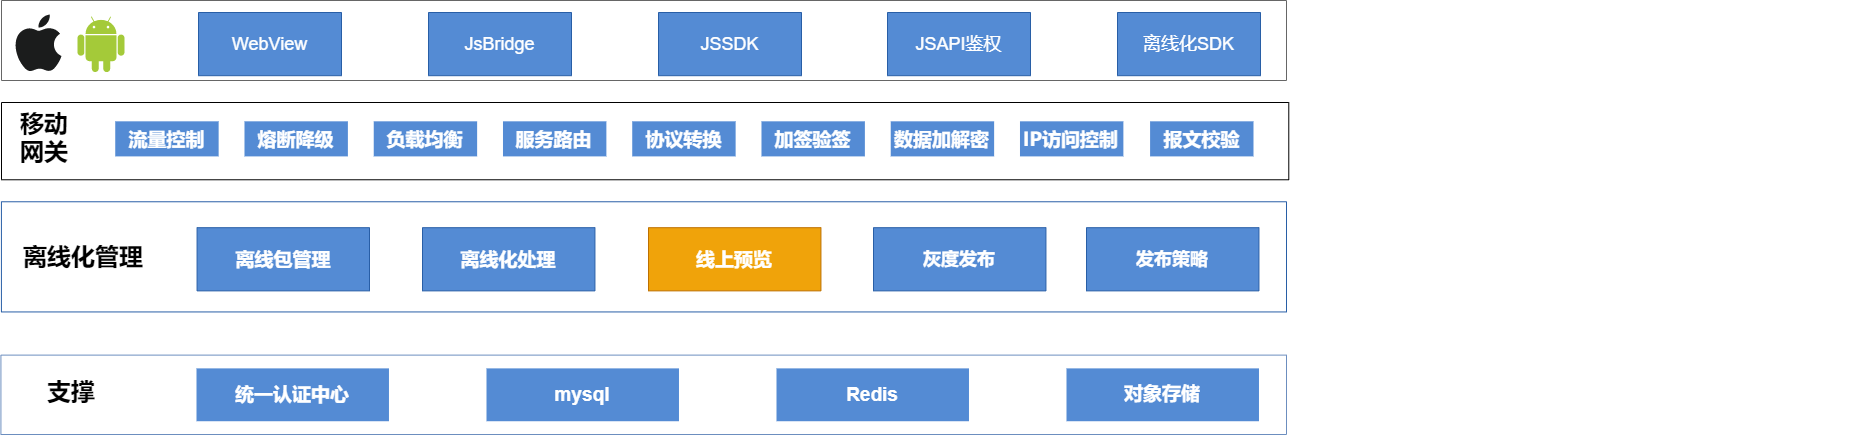 WebView
JsBridge
JSSDK
JSAPI鉴权
离线化SDK
移动
网关
流量控制
熔断降级
负载均衡
服务路由
协议转换
加签验签
数据加解密
IP访问控制
报文校验
离线化管理
离线包管理
离线化处理
线上预览
灰度发布
发布策略
支撑
统一认证中心
mysql
Redis
对象存储